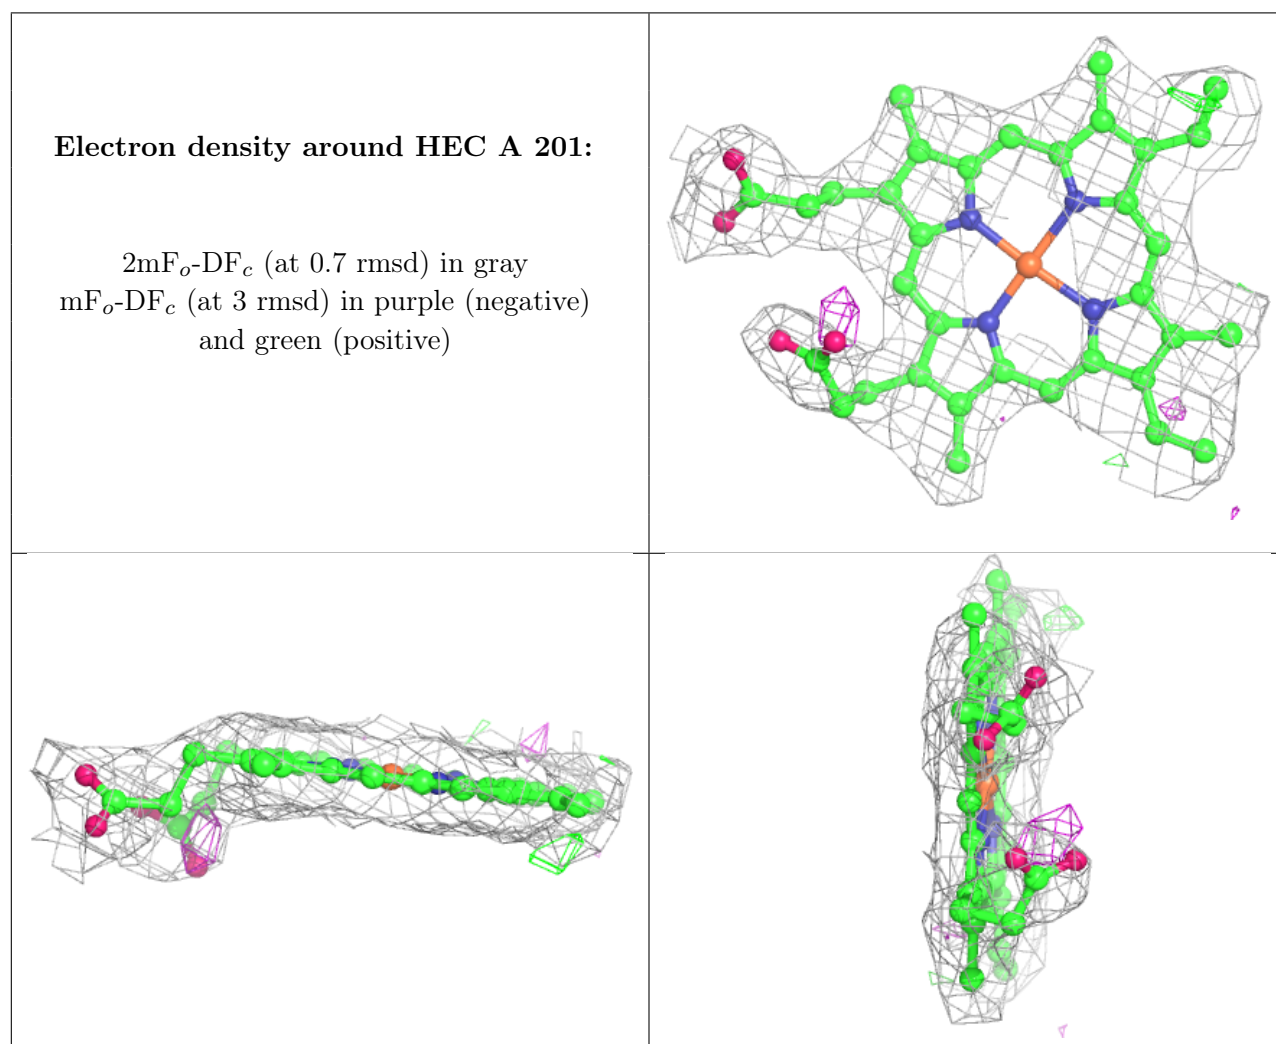 Electron density around HEC A 201:
2mFo-DFc (at 0.7 rmsd) in gray
mFo-DFc (at 3 rmsd) in purple (negative)
and green (positive)